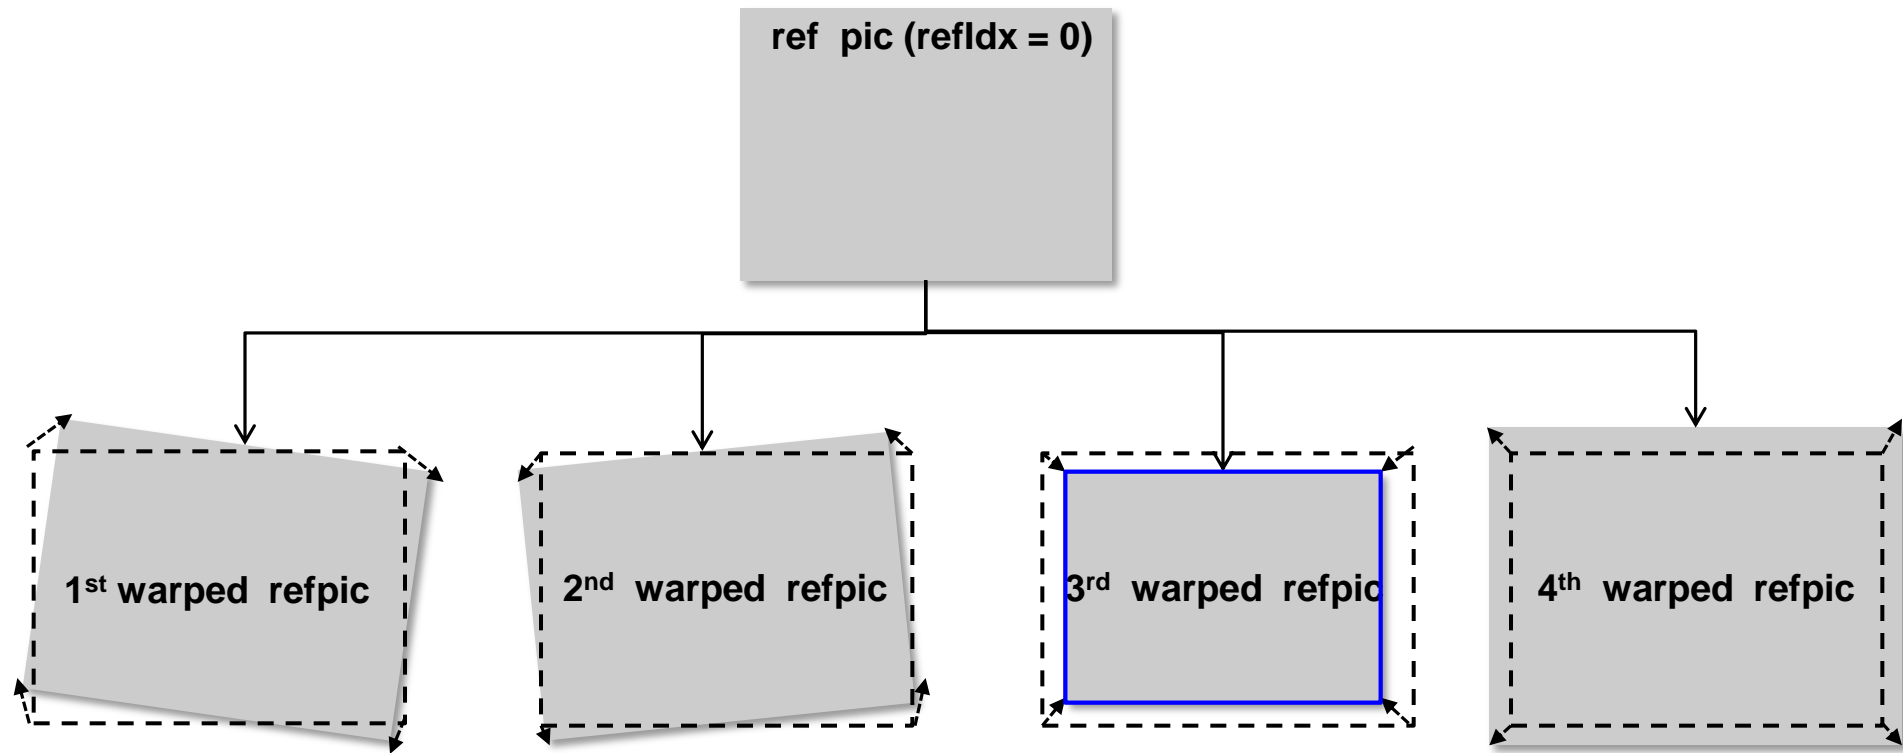 ref pic (refIdx = 0)
1st warped refpic
2nd warped refpic
3rd warped refpic
4th warped refpic